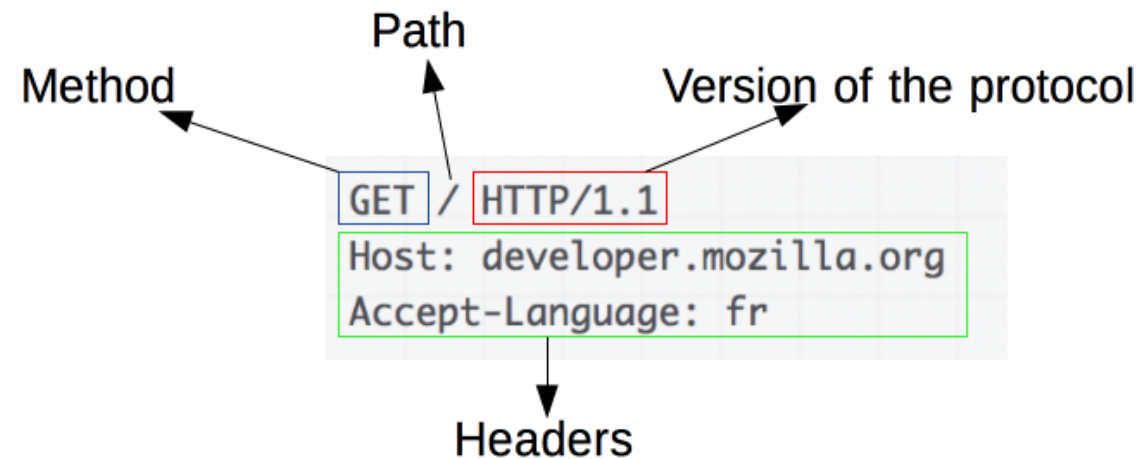 Path
Method
Version of the protocol
GET / HTTP/1.1
Host: developer.mozilla.org
Accept-Language: fr
Headers